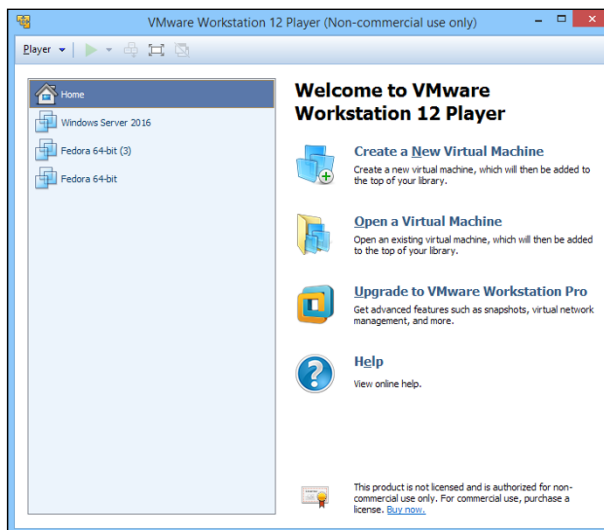 VMware Workstation 12 Player (Non-commercial use only)
Player
Home
Windows Server 2016
Fedora 64-bit (3)
Fedora 64-bit
Welcome to VMware
Workstation 12 Player
Create a New Virtual Machine
Create a new virtual machine, which will then be added to
the top of your library.
Open a Virtual Machine
Open an existing virtual machine, which will then be added
to the top of your library.
Upgrade to VMware Workstation Pro
Get advanced features such as snapshots, virtual network
management, and more.
Help
View online help.
This product is not licensed and is authorized for non-
commercial use only. For commercial use, purchase a
license. Buy now.